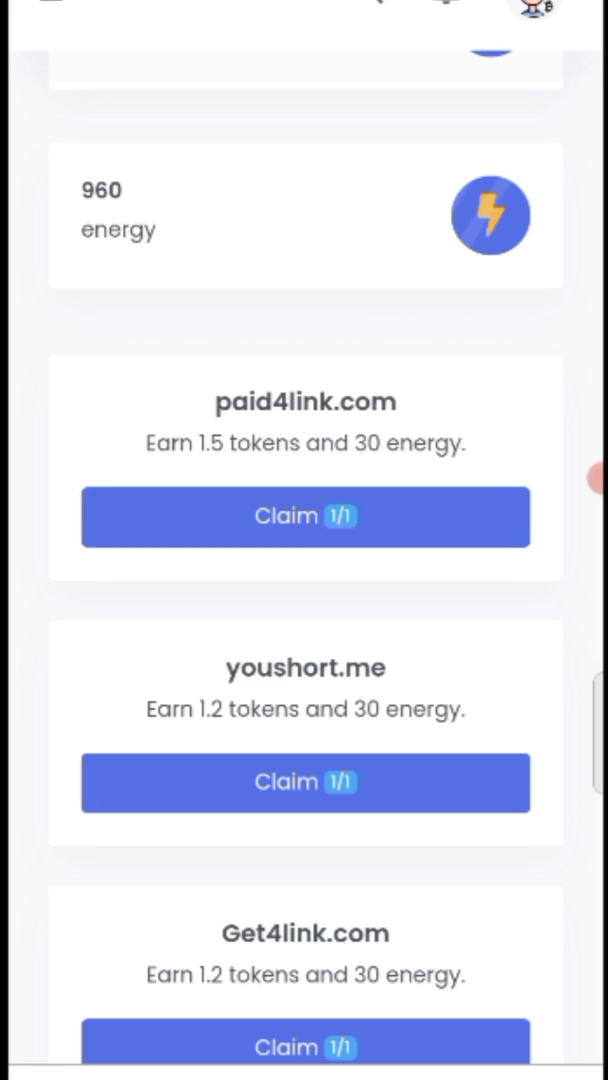 960
energy
paid4link.com
Earn 1.5 tokens and 30 energy.
Claim 1/1
youshort.me
Earn 1.2 tokens and 30 energy.
Claim 1/1
Get4link.com
Earn 1.2 tokens and 30 energy.
Claim 1/1